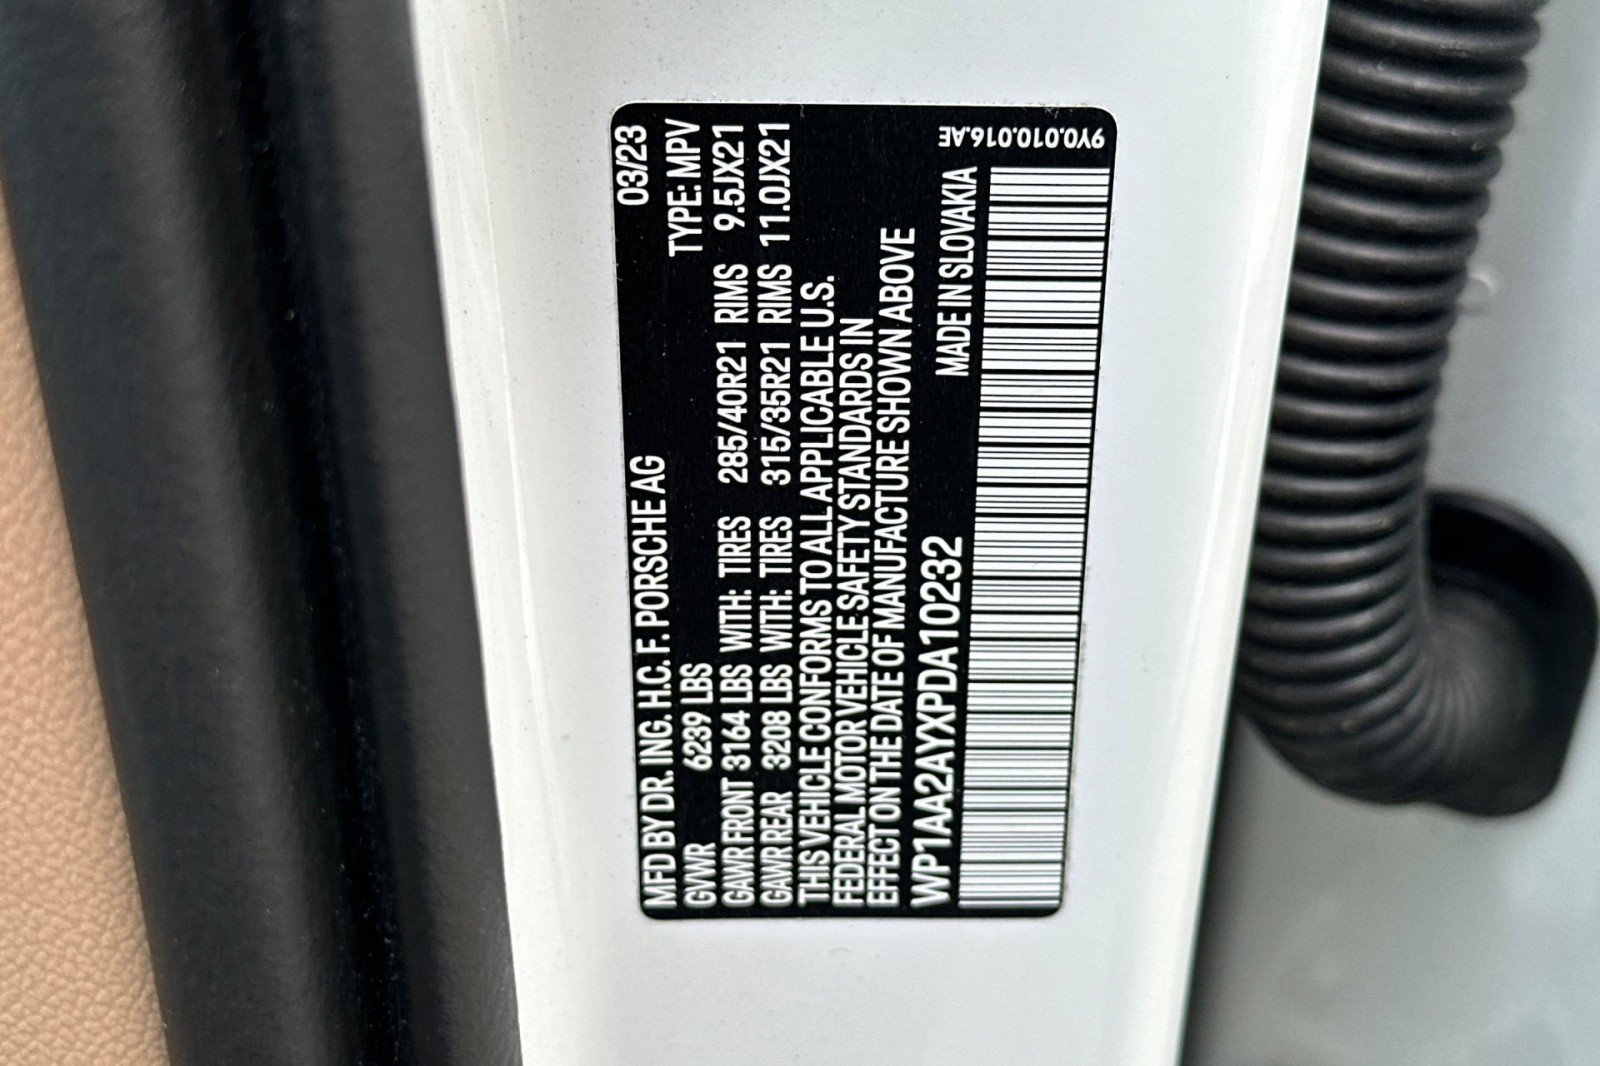 MFD BY DR. ING. H.C. F. PORSCHE AG 03/23
GVWR 6239 LBS TYPE: MPV
GAWR FRONT 3164 LBS WITH: TIRES 285/40R21 RIMS 9.5JX21
GAWR REAR 3208 LBS WITH: TIRES 315/35R21 RIMS 11.0JX21
THIS VEHICLE CONFORMS TO ALL APPLICABLE U.S.
FEDERAL MOTOR VEHICLE SAFETY STANDARDS IN
EFFECT ON THE DATE OF MANUFACTURE SHOWN ABOVE
WP1AA2AYXPDA10232 MADE IN SLOVAKIA
9Y0.010.016.AE